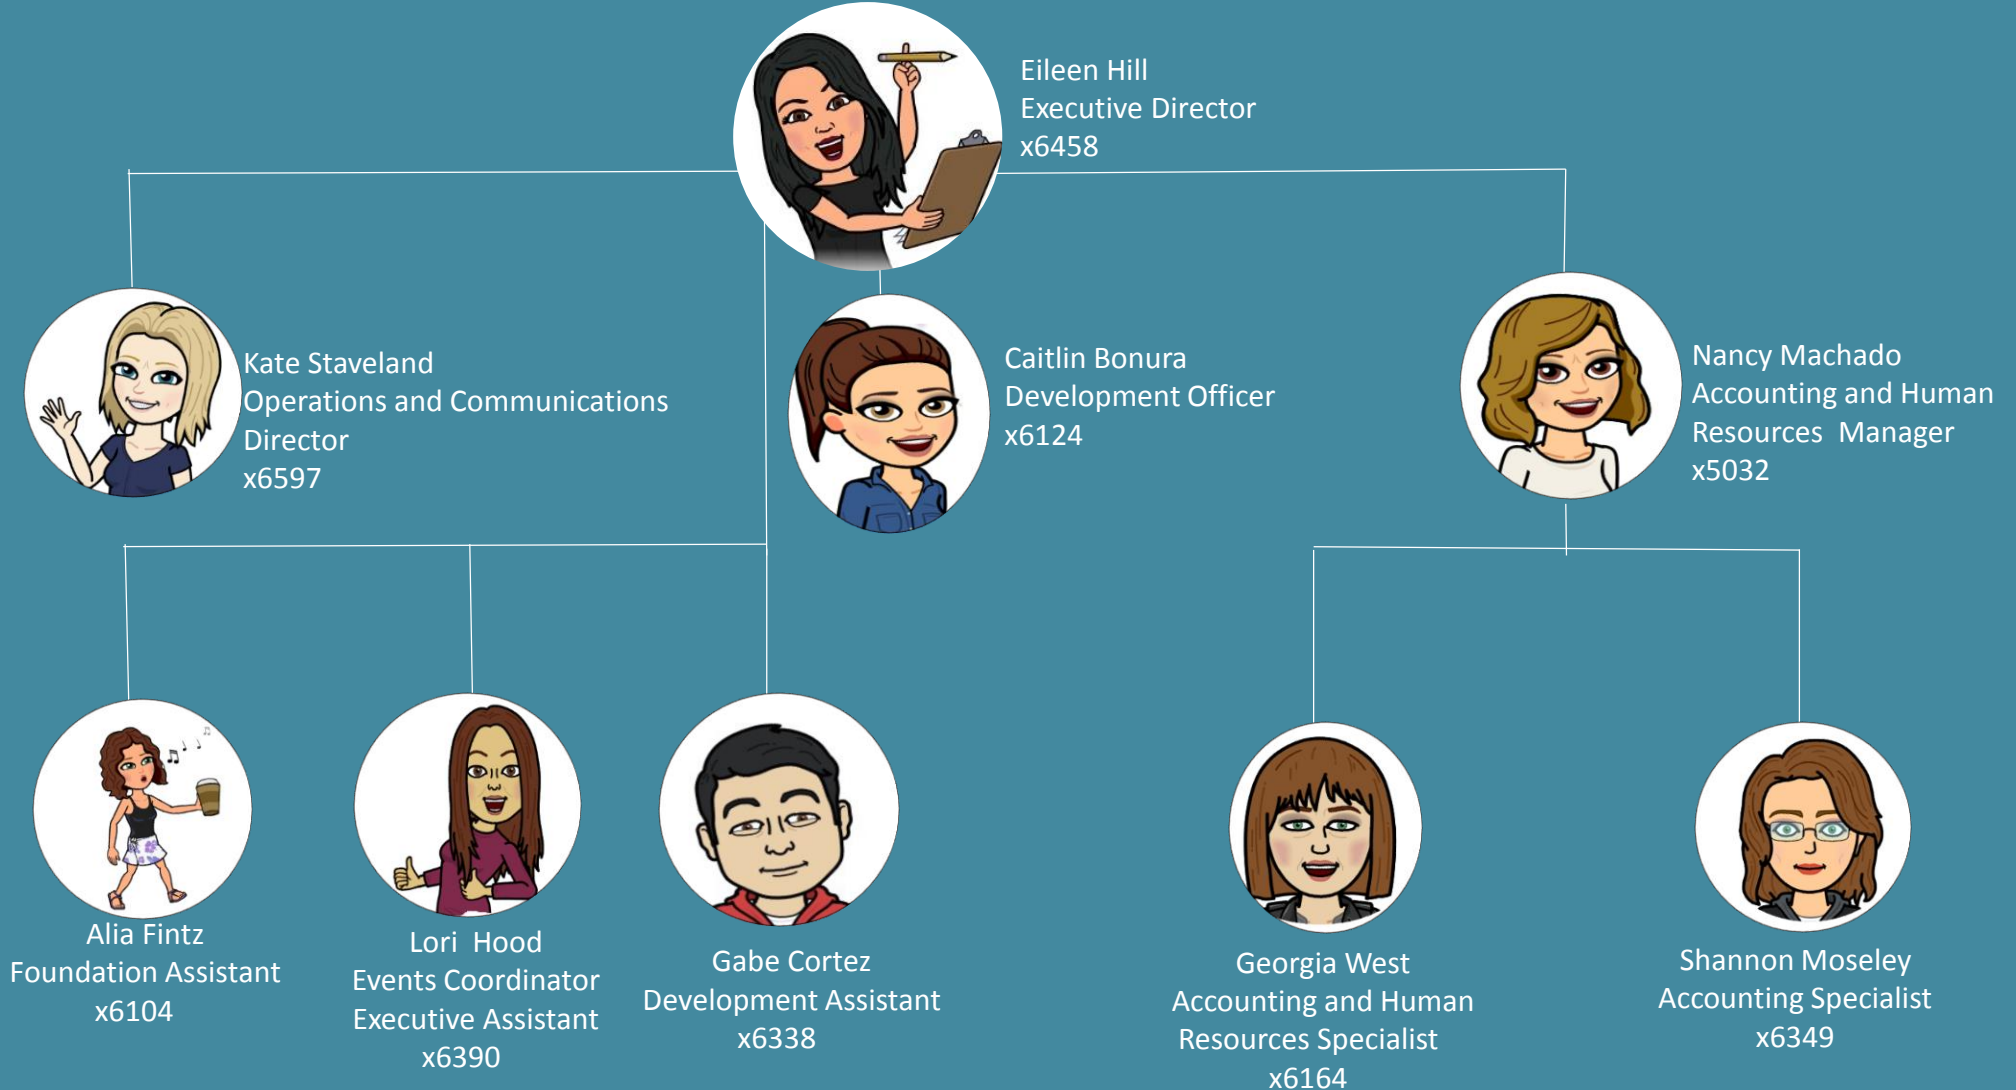 Eileen Hill
Executive Director
x6458
Kate Staveland
Operations and Communications
Director
x6597
Caitlin Bonura
Development Officer
x6124
Nancy Machado
Accounting and Human
Resources  Manager
x5032
Alia Fintz
Foundation Assistant
x6104
Lori  Hood
Events Coordinator
Executive Assistant
x6390
Gabe Cortez
Development Assistant
x6338
Georgia West
Accounting and Human
Resources Specialist
x6164
Shannon Moseley
Accounting Specialist
x6349